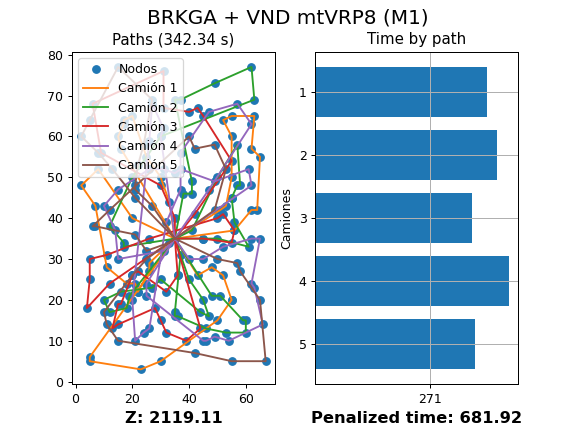 BRKGA + VND mtVRP8 (M1)
Paths (342.34 s)
Time by path
80
70
60
50
40
30
20
10
0
0 20 40 60
Nodos
Camión 1
Camión 2
Camión 3
Camión 4
Camión 5
Z: 2119.11
Camiones
1
2
3
4
5
271
Penalized time: 681.92